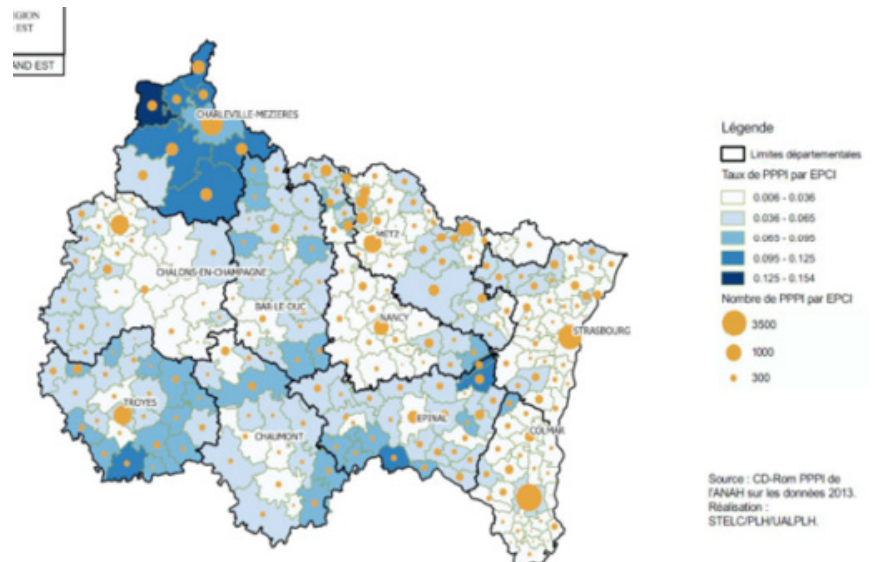 EGION
EST
AND EST
CHARLEVILLE-MEZIERES
METZ
CHALONS-EN-CHAMPAGNE
BAR-LE-DUC
NANCY
STRASBOURG
TROYES
EPINAL
CHAUMONT
COLMAR
Légende
Limites départementales
Taux de PPPI par EPCI
0.006 - 0.036
0.036 - 0.065
0.065 - 0.095
0.095 - 0.125
0.125 - 0.154
Nombre de PPPI par EPCI
3500
1000
300
Source : CD-Rom PPPI de
l'ANAH sur les données 2013.
Réalisation :
STELC/PLH/UALPLH.